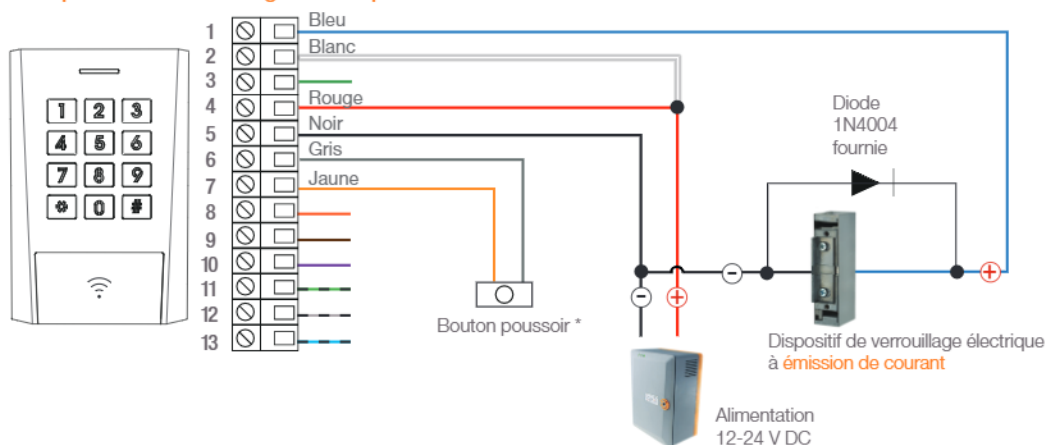 1 Bleu
2 Blanc
3
4 Rouge
5 Noir
6 Gris
7 Jaune
8
9
10
11
12
13
1 2 3
4 5 6
7 8 9
* 0 #
Bouton poussoir *
Diode
1N4004
fournie
- +
- +
Dispositif de verrouillage électrique
à émission de courant
Alimentation
12-24 V DC